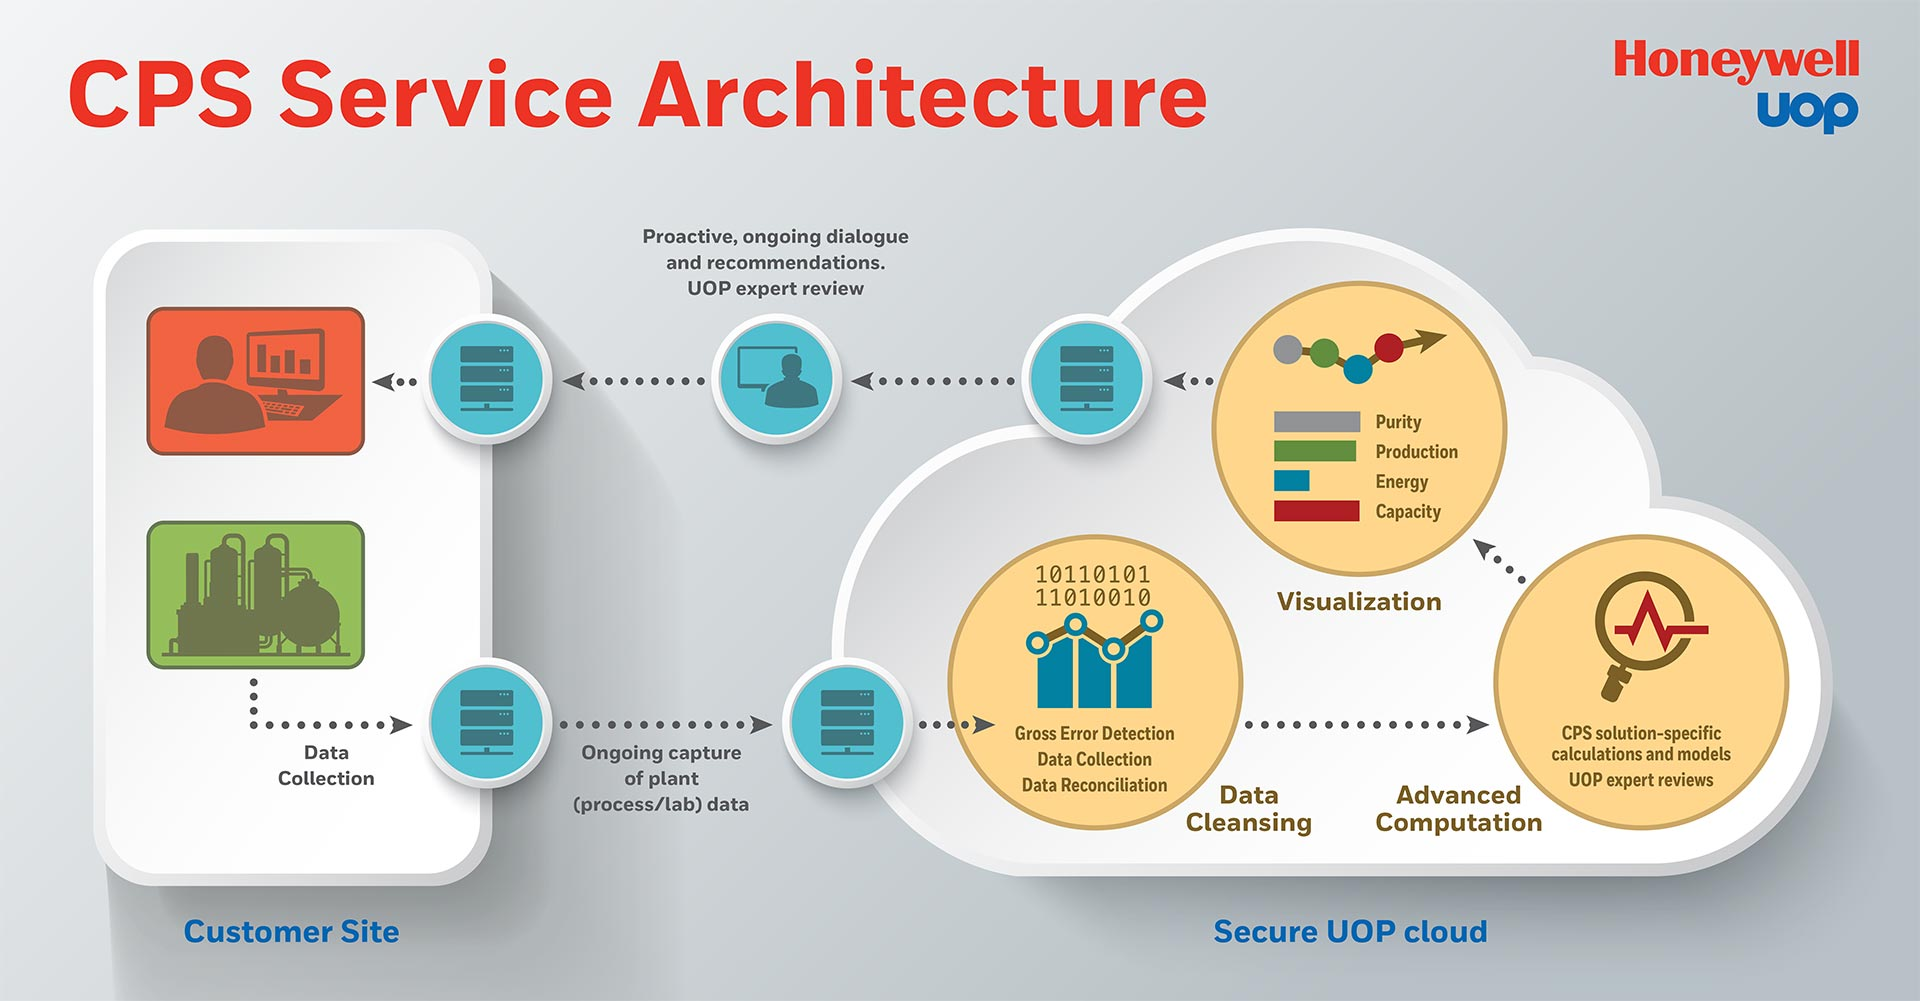 CPS Service Architecture
Honeywell
UOP
Proactive, ongoing dialogue
and recommendations.
UOP expert review
Purity
Production
Energy
Capacity
Visualization
10110101
11010010
Gross Error Detection
Data Collection
Data Reconciliation
Data
Cleansing
Advanced
Computation
CPS solution-specific
calculations and models
UOP expert reviews
Data
Collection
Ongoing capture
of plant
(process/lab) data
Customer Site
Secure UOP cloud